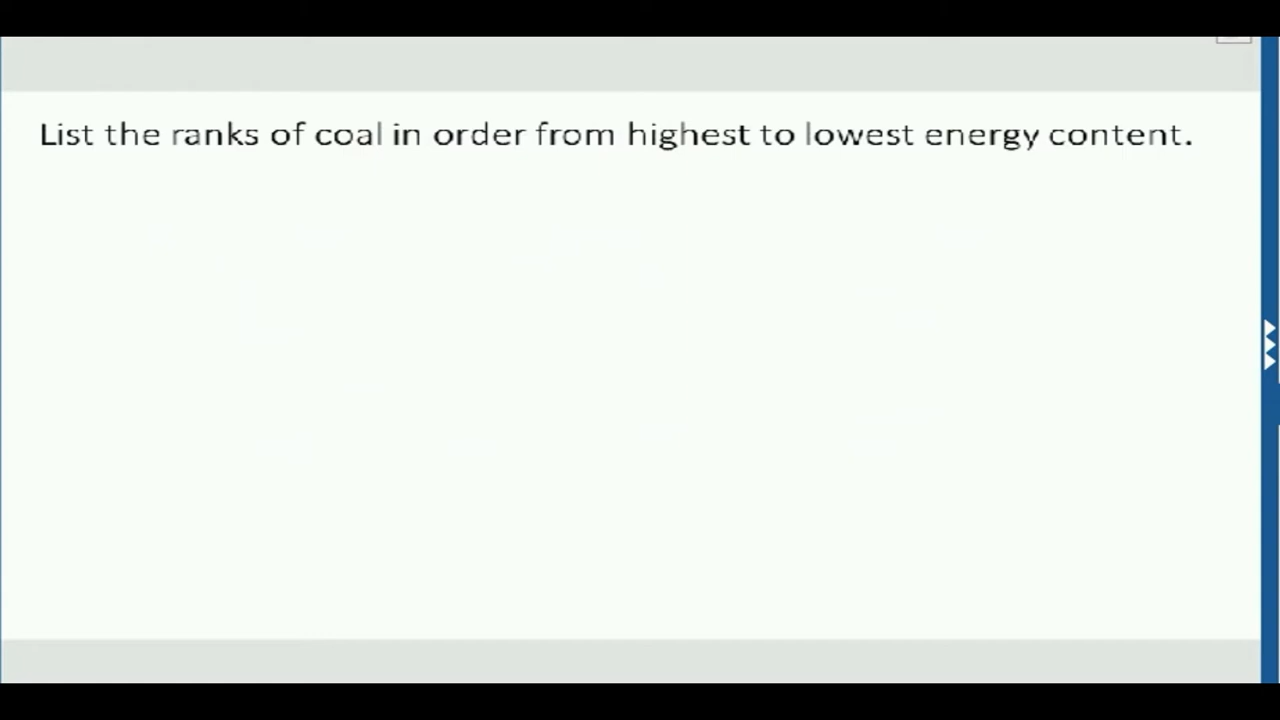 List the ranks of coal in order from highest to lowest energy content.